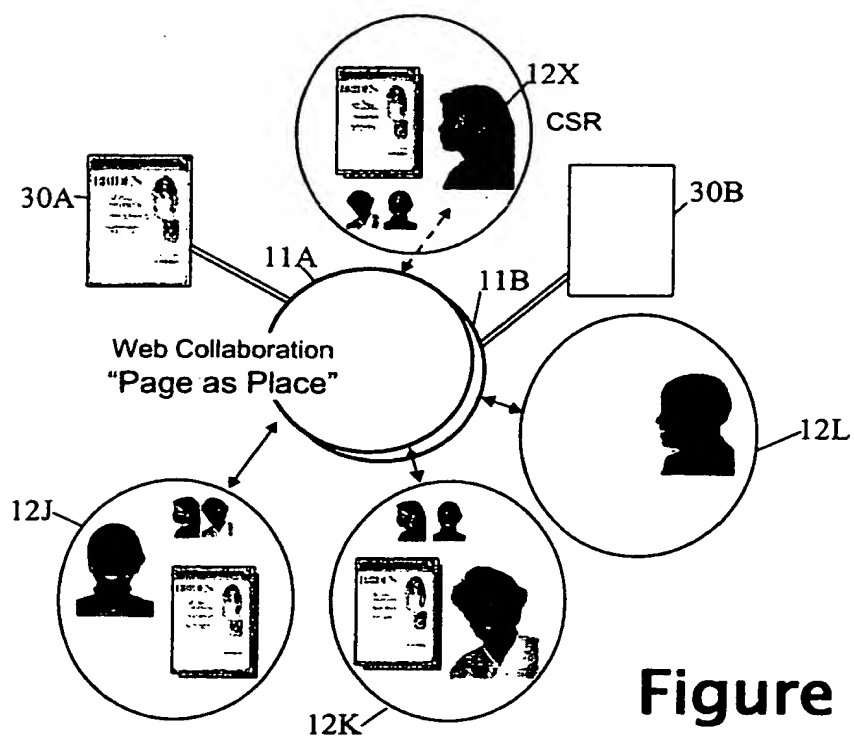 12X
CSR
30A
30B
11A
11B
Web Collaboration
“Page as Place”
12L
12J
12K
Figure